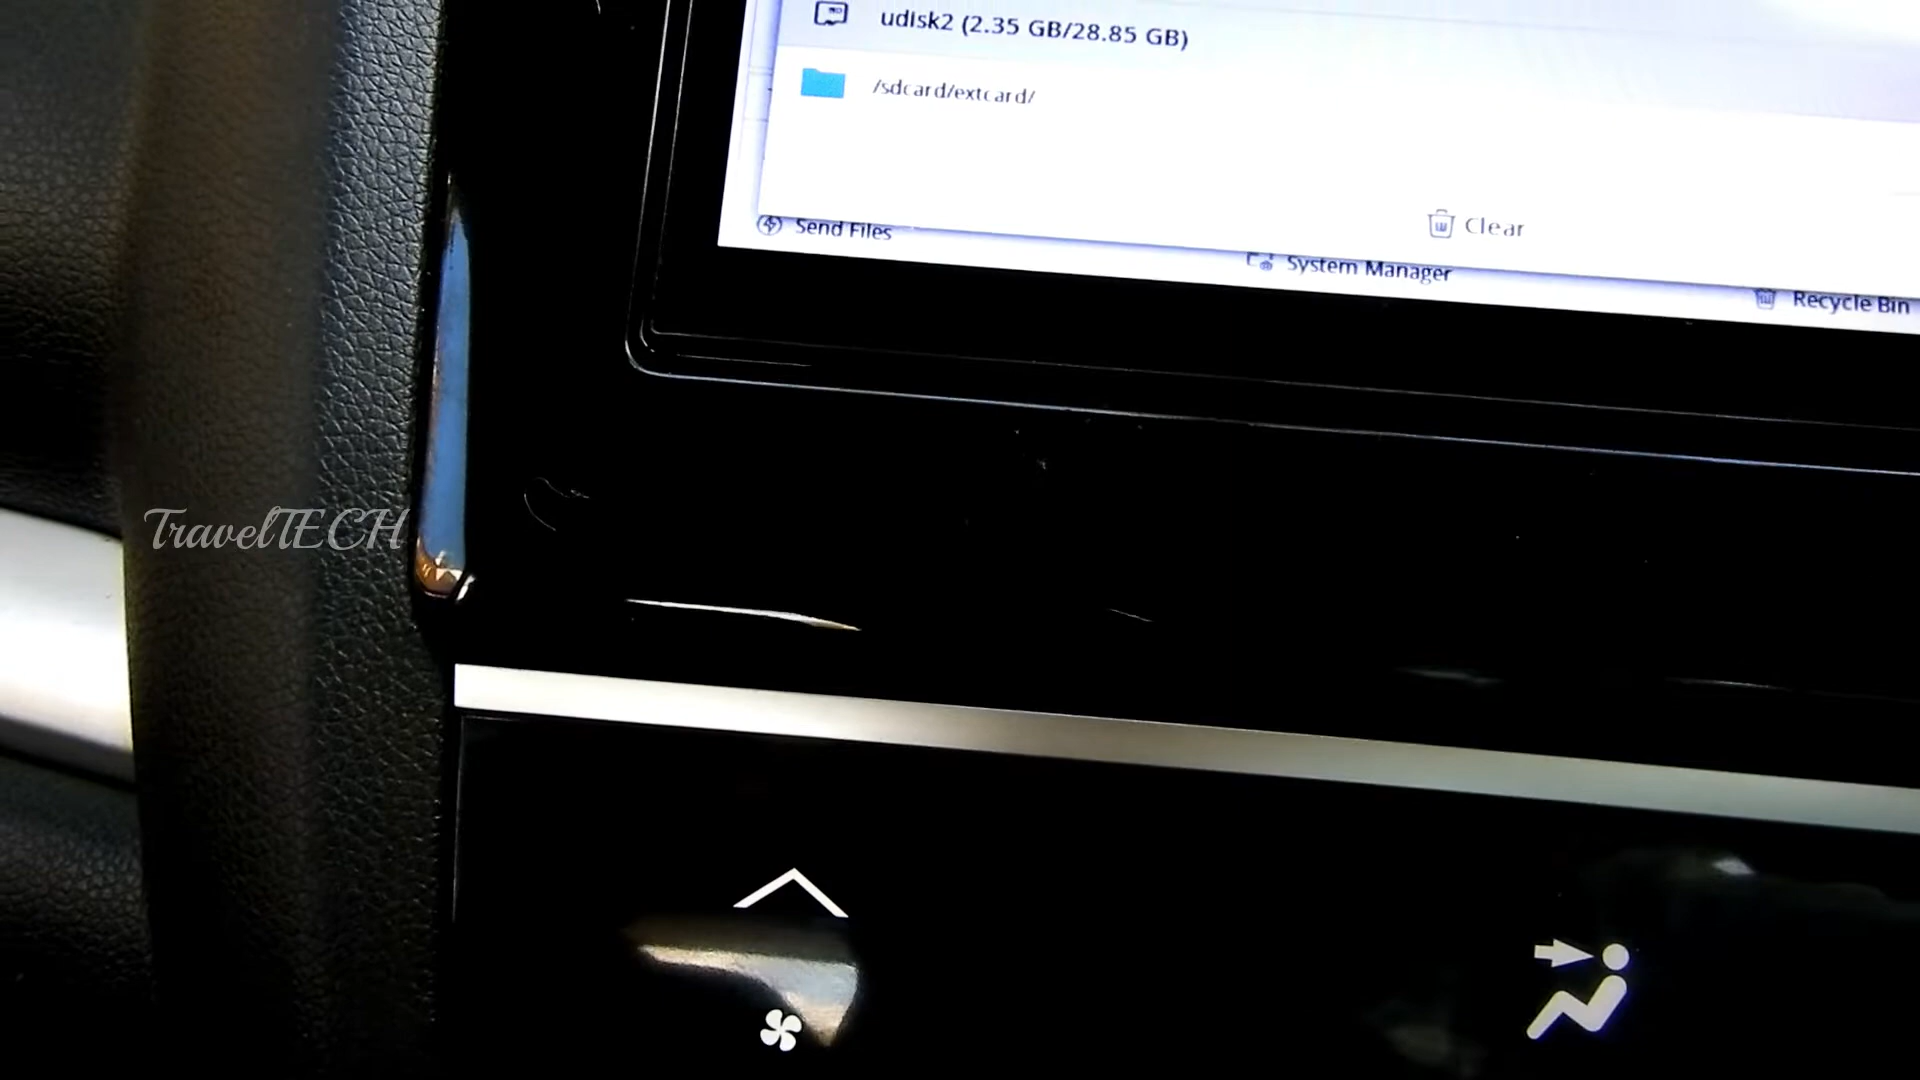 udisk2 (2.35 GB/28.85 GB)
/sdcard/extcard/
Clear
Send Files
System Manager
Recycle Bin
TravelTECH